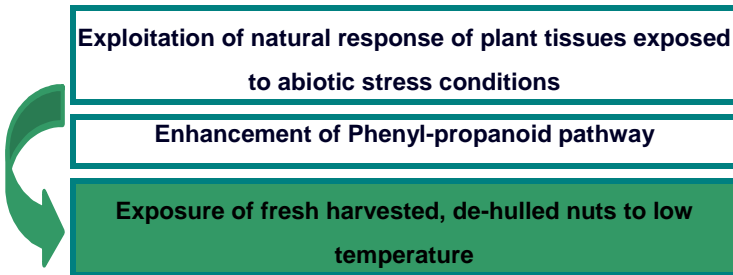 Exploitation of natural response of plant tissues exposed
to abiotic stress conditions
Enhancement of Phenyl-propanoid pathway
Exposure of fresh harvested, de-hulled nuts to low
temperature